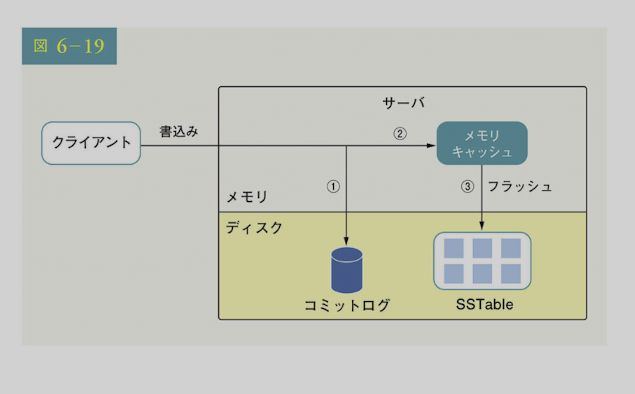 図 6-19
サーバ
クライアント
書込み
②
メモリ
キャッシュ
①
③ フラッシュ
メモリ
ディスク
コミットログ
SSTable